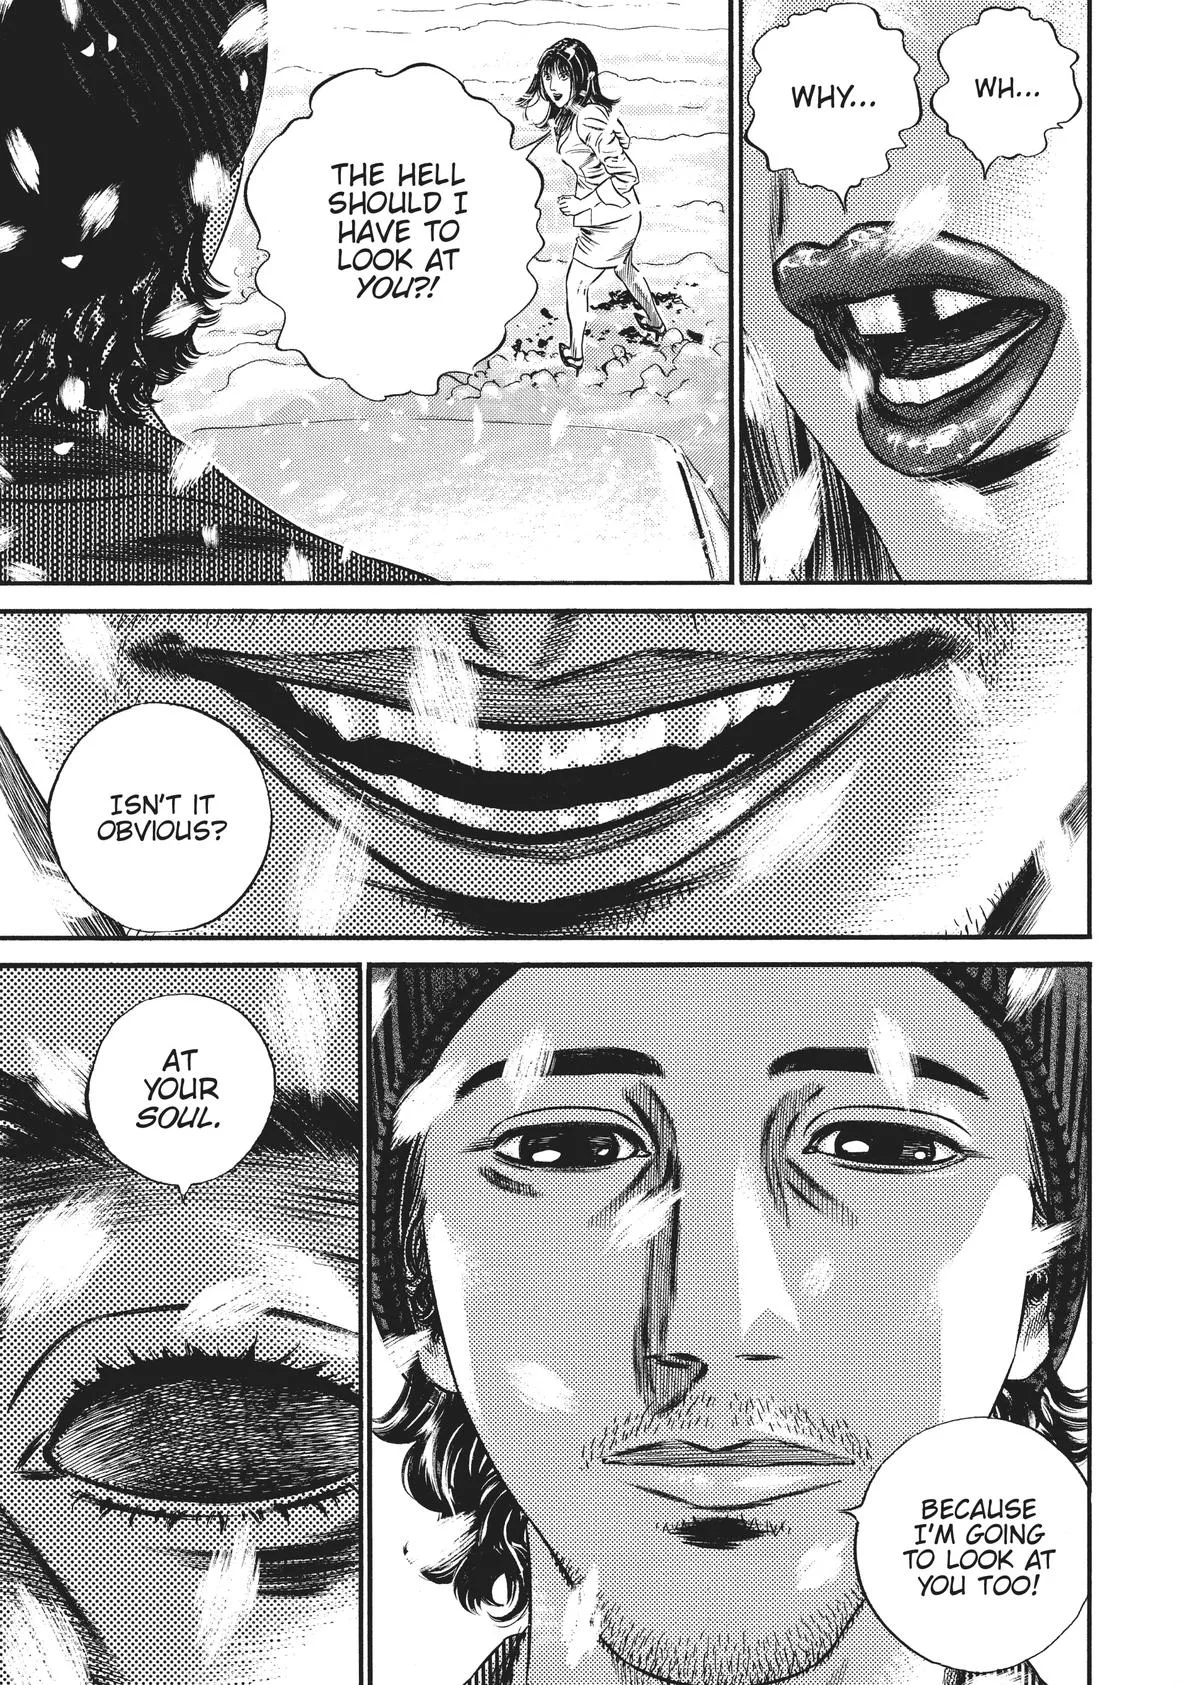 WH...
WHY...
THE HELL
SHOULD I
HAVE TO
LOOK AT
YOU?!
ISN'T IT
OBVIOUS?
BECAUSE
I'M GOING
TO LOOK AT
YOU TOO!
AT
YOUR
SOUL.